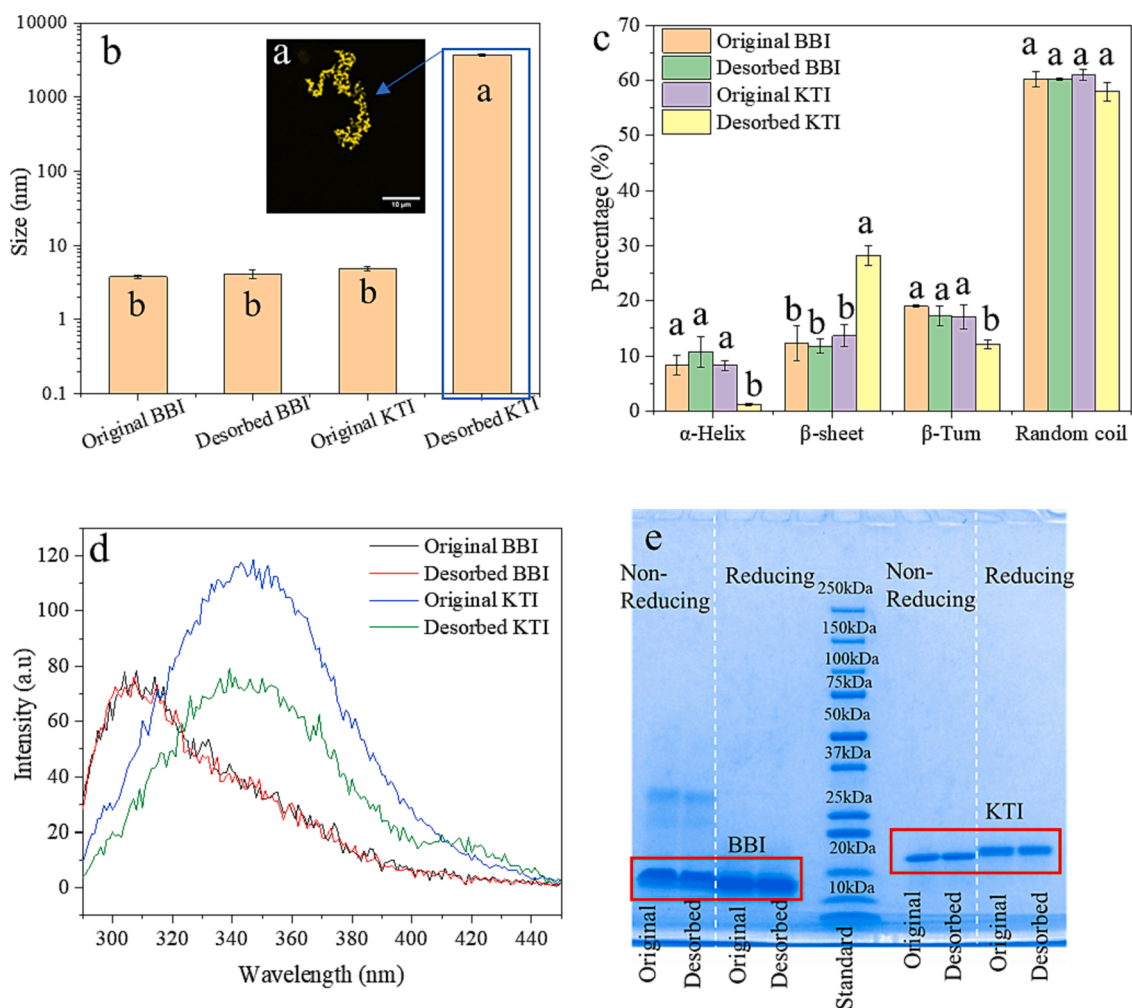 b
10000
1000
100
10
1
0.1
Size (nm)
a
10 μm
b
b
b
a
Original BBI
Desorbed BBI
Original KTI
Desorbed KTI
c
70
60
50
40
30
20
10
0
Percentage (%)
Original BBI
Desorbed BBI
Original KTI
Desorbed KTI
a a a b
b b b a
a a a b
a a a a
α-Helix
β-sheet
β-Turn
Random coil
d
120
100
80
60
40
20
0
Intensity (a.u)
Original BBI
Desorbed BBI
Original KTI
Desorbed KTI
290 320 340 360 380 400 420 440
Wavelength (nm)
e
Non-
Reducing
Reducing
Non-
Reducing
Reducing
250kDa
150kDa
100kDa
75kDa
50kDa
37kDa
25kDa
20kDa
10kDa
BBI
KTI
Original
Desorbed
Original
Desorbed
Standard
Original
Desorbed
Original
Desorbed